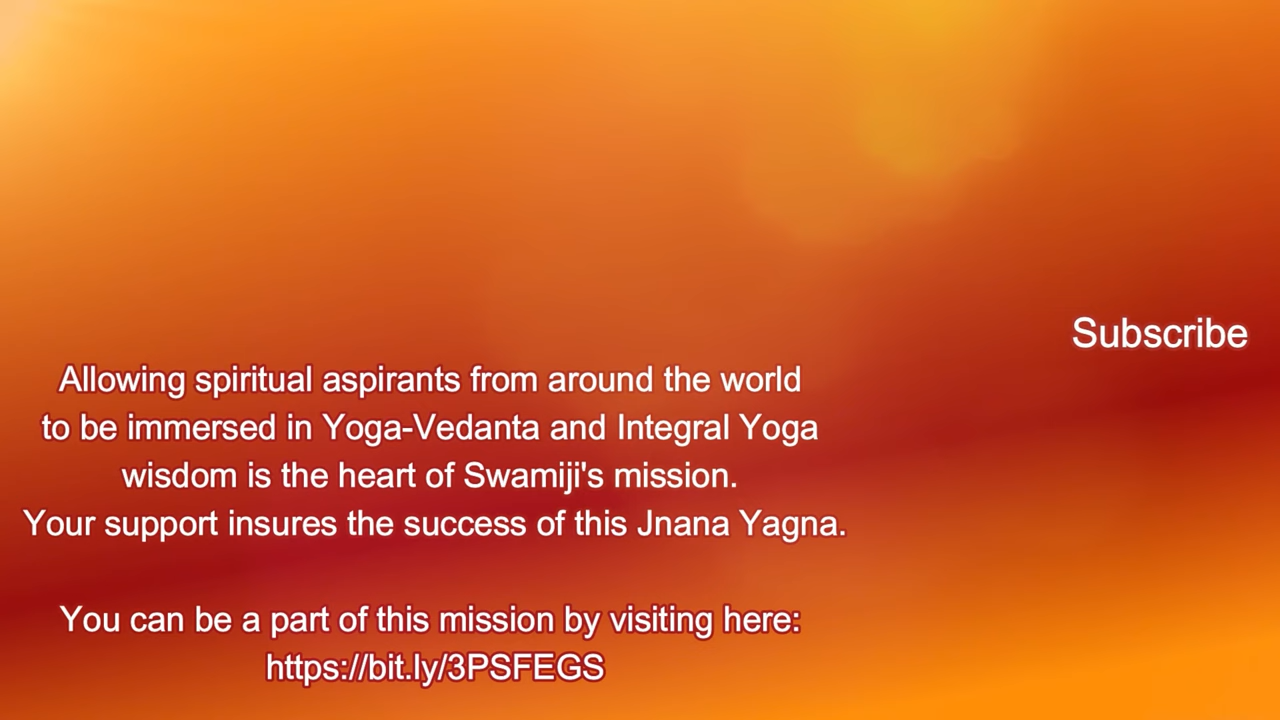 Subscribe
Allowing spiritual aspirants from around the world
to be immersed in Yoga-Vedanta and Integral Yoga
wisdom is the heart of Swamiji's mission.
Your support insures the success of this Jnana Yagna.
You can be a part of this mission by visiting here:
https://bit.ly/3PSFEGS